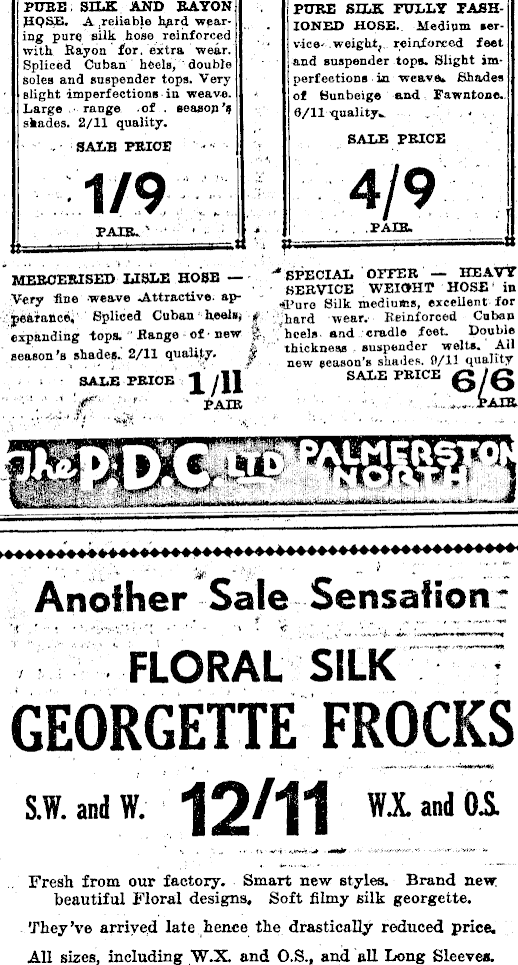 PURE SILK AND RAYON
HOSE. A reliable hard wear-
ing pure silk hose reinforced
with Rayon for extra wear.
Spliced Cuban heels, double
soles and suspender tops. Very
slight imperfections in weave.
Large range of season's
shades. 2/11 quality.
SALE PRICE
1/9
PAIR.
PURE SILK FULLY FASH-
IONED HOSE. Medium ser-
vice weight, reinforced feet
and suspender tops. Slight im-
perfections in weave. Shades
of Sunbeige and Fawntone.
6/11 quality.
SALE PRICE
4/9
PAIR.
MERCERISED LISLE HOSE —
Very fine weave Attractive ap-
pearance. Spliced Cuban heels,
expanding tops. Range of new
season's shades. 2/11 quality.
SALE PRICE 1/11
PAIR
SPECIAL OFFER — HEAVY
SERVICE WEIGHT HOSE in
Pure Silk mediums, excellent for
hard wear. Reinforced Cuban
heels and cradle feet. Double
thickness suspender welts. All
new season's shades. 9/11 quality
SALE PRICE 6/6
PAIR
The P.D.C. LTD PALMERSTON
NORTH
Another Sale Sensation
FLORAL SILK
GEORGETTE FROCKS
S.W. and W. 12/11 W.X. and O.S.
Fresh from our factory. Smart new styles. Brand new
beautiful Floral designs. Soft filmy silk georgette.
They've arrived late hence the drastically reduced price.
All sizes, including W.X. and O.S., and all Long Sleeves.